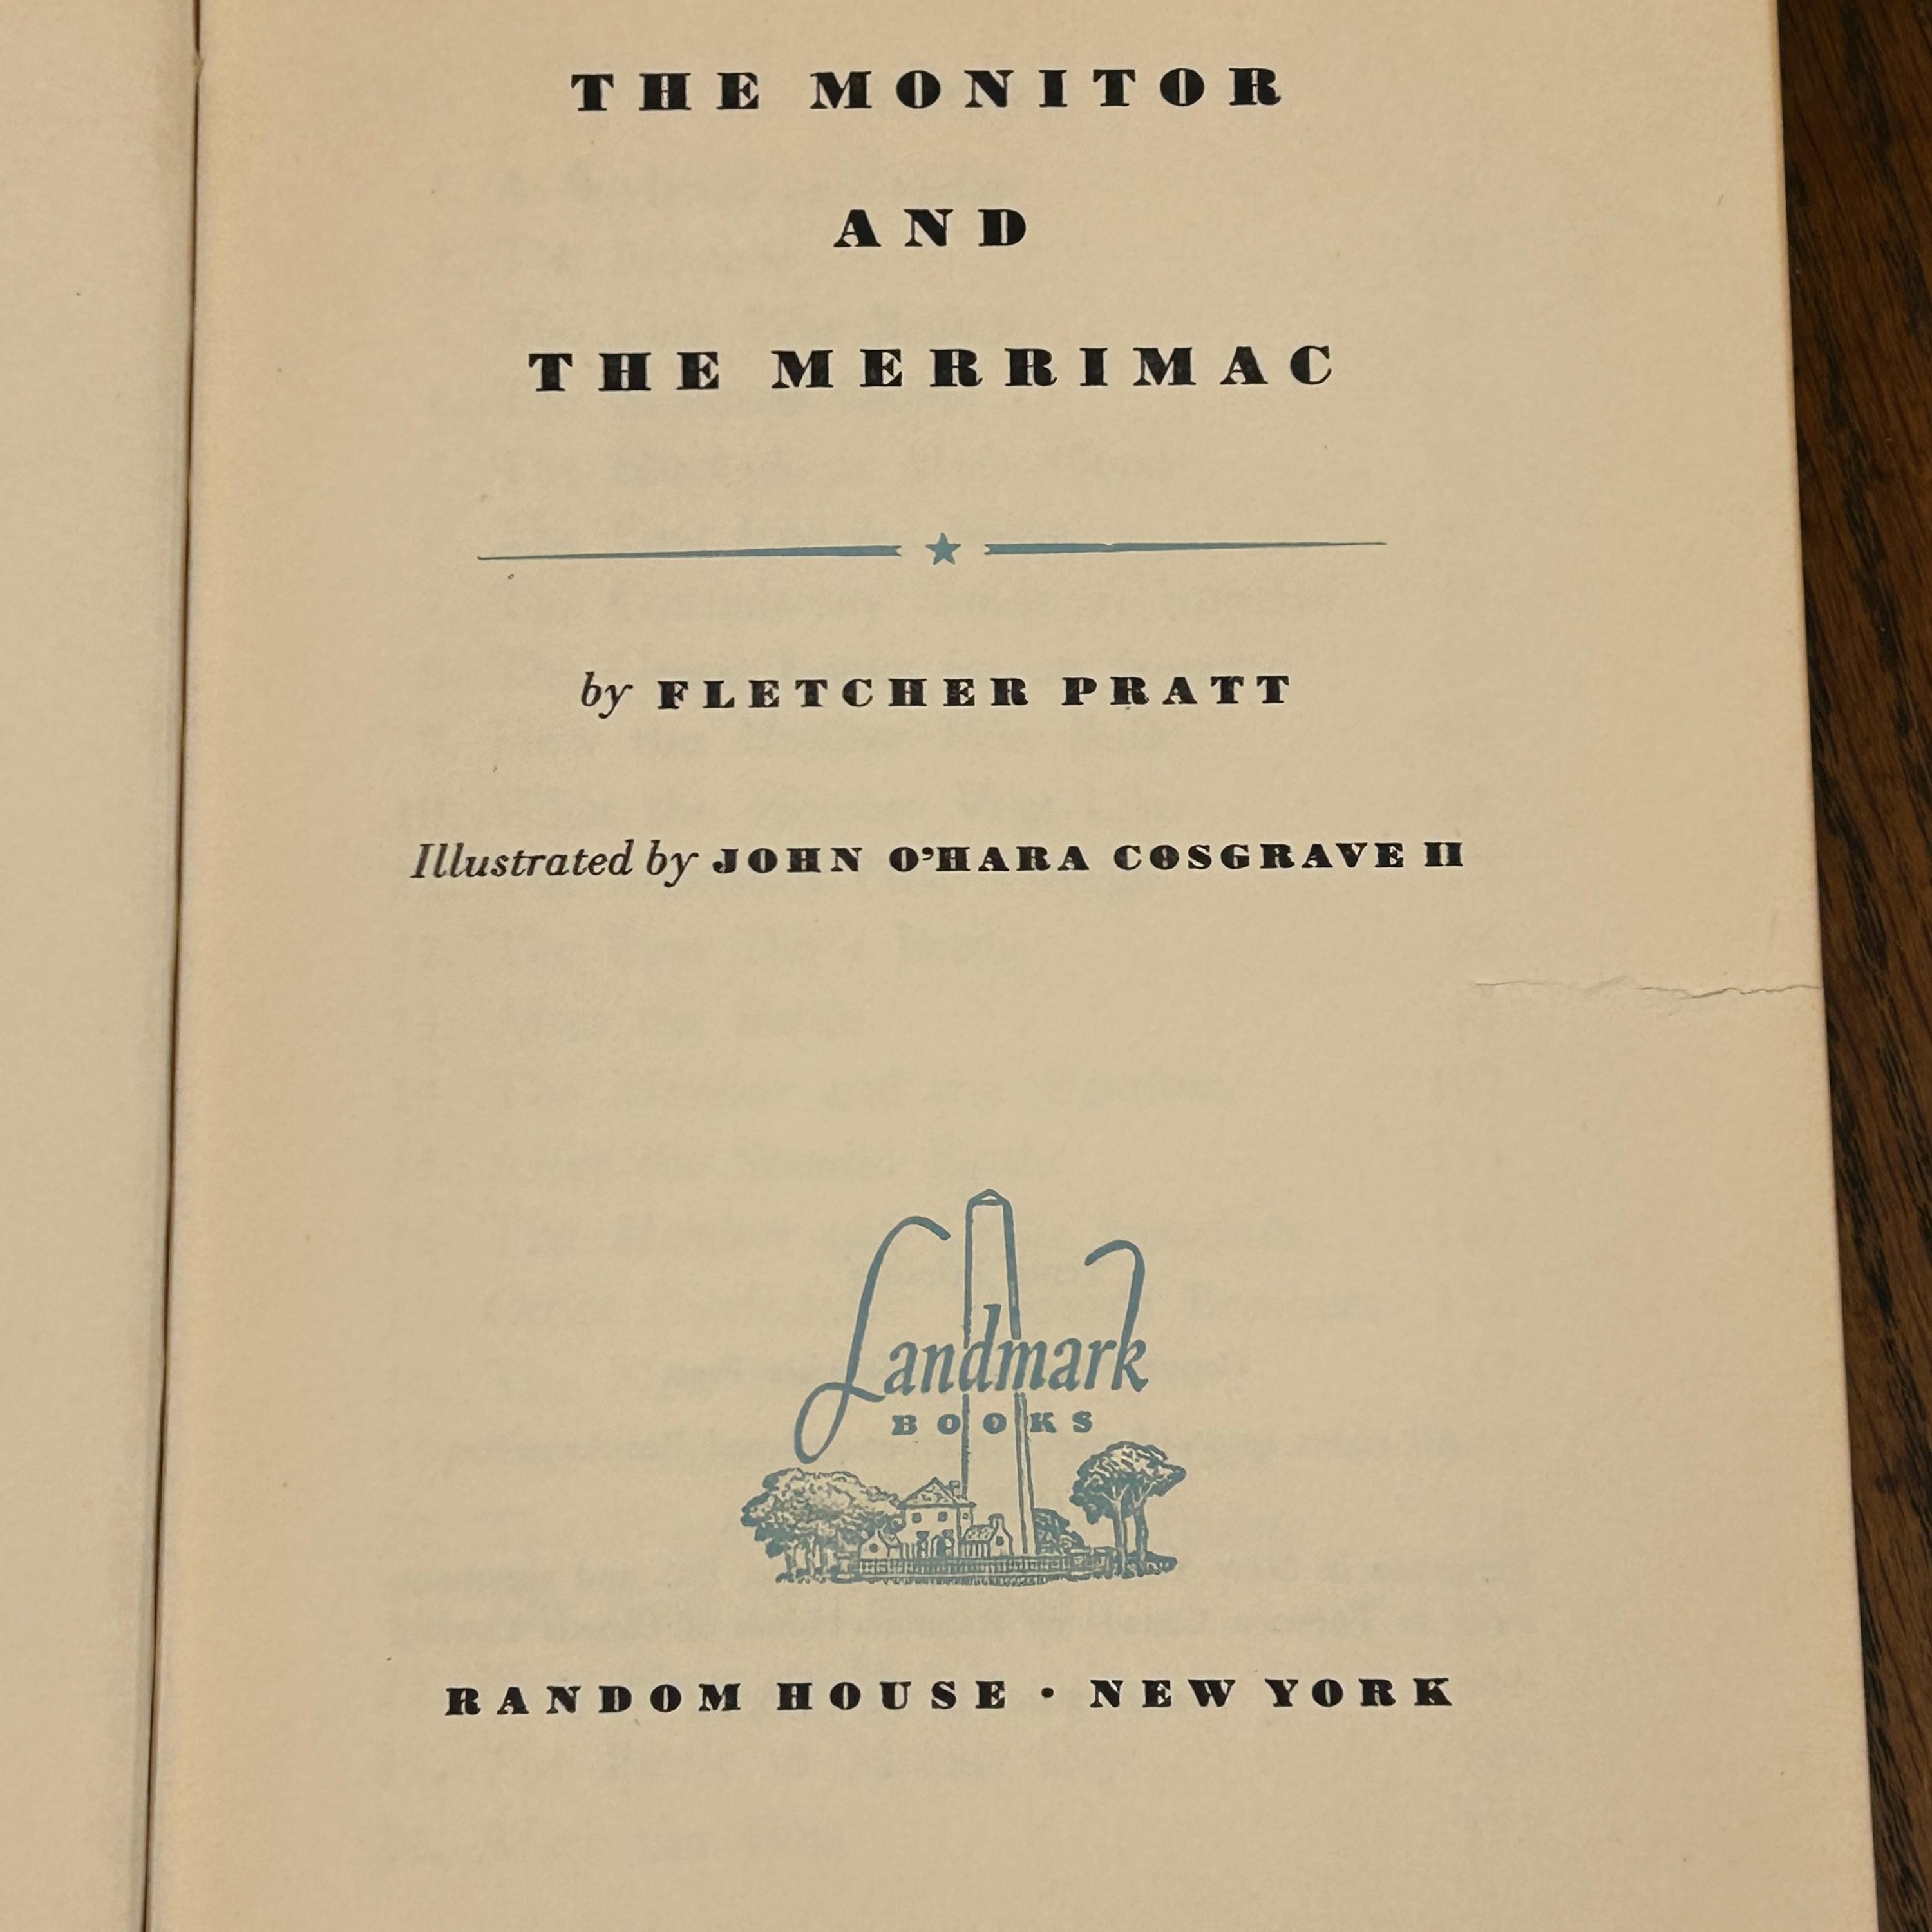 THE MONITOR
AND
THE MERRIMAC
by FLETCHER PRATT
Illustrated by JOHN O'HARA COSGRAVE II
Landmark
BOOKS
RANDOM HOUSE · NEW YORK